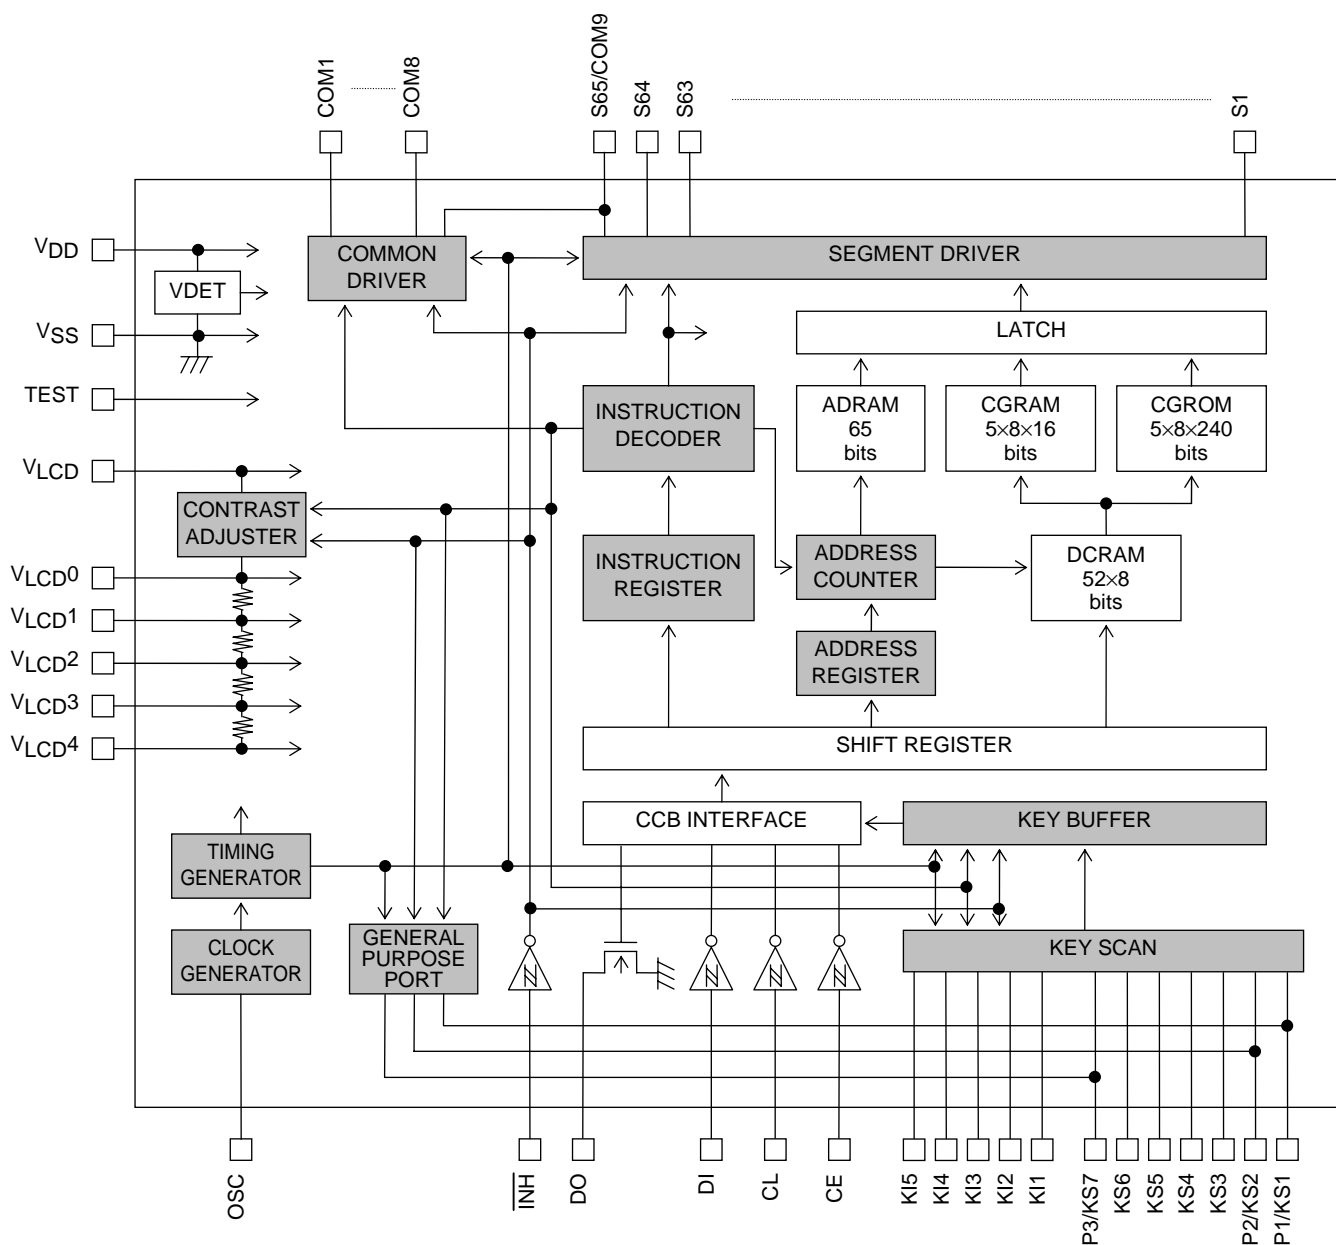 COM1
COM8
S65/COM9
S64
S63
S1
VDD
COMMON
DRIVER
SEGMENT DRIVER
VDET
VSS
LATCH
TEST
INSTRUCTION
DECODER
ADRAM
65
bits
CGRAM
5×8×16
bits
CGROM
5×8×240
bits
VLCD
CONTRAST
ADJUSTER
INSTRUCTION
REGISTER
ADDRESS
COUNTER
DCRAM
52×8
bits
VLCD0
VLCD1
VLCD2
ADDRESS
REGISTER
VLCD3
VLCD4
SHIFT REGISTER
CCB INTERFACE
KEY BUFFER
TIMING
GENERATOR
CLOCK
GENERATOR
GENERAL
PURPOSE
PORT
KEY SCAN
OSC
INH
DO
DI
CL
CE
KI5
KI4
KI3
KI2
KI1
P3/KS7
KS6
KS5
KS4
KS3
P2/KS2
P1/KS1